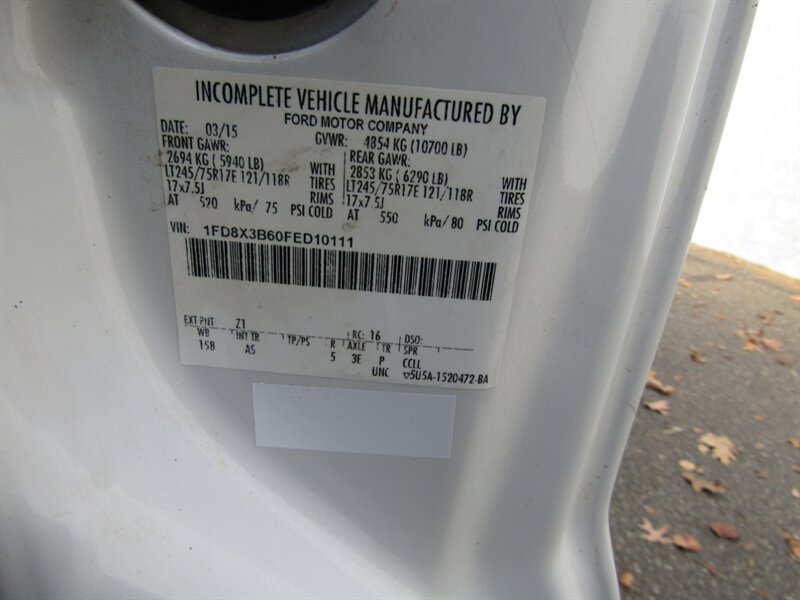 INCOMPLETE VEHICLE MANUFACTURED BY
FORD MOTOR COMPANY
DATE: 03/15 GVWR: 4854 KG (10700 LB)
FRONT GAWR: REAR GAWR:
2694 KG ( 5940 LB) WITH 2853 KG ( 6290 LB) WITH
LT245/75R17E 121/118R TIRES LT245/75R17E 121/118R TIRES
17x7.5J RIMS 17x7.5J RIMS
AT 520 kPa/ 75 PSI COLD AT 550 kPa/ 80 PSI COLD
VIN: 1FD8X3B60FED10111
EXT PNT Z1 RC: 16 DSO:
WB INT TR TP/PS R AXLE TR SPR
158 AS 5 3E P CCLL
UNC ▽SU5A-1520472-BA